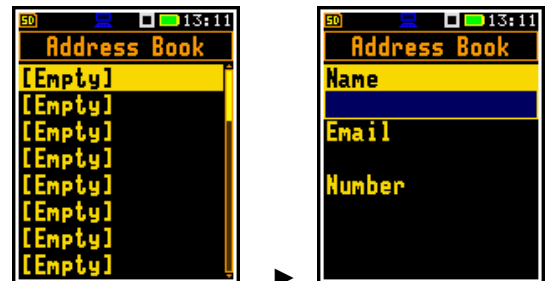 SD 13:11
Address Book
[Empty]
[Empty]
[Empty]
[Empty]
[Empty]
[Empty]
[Empty]
[Empty]
SD 13:11
Address Book
Name
Email
Number